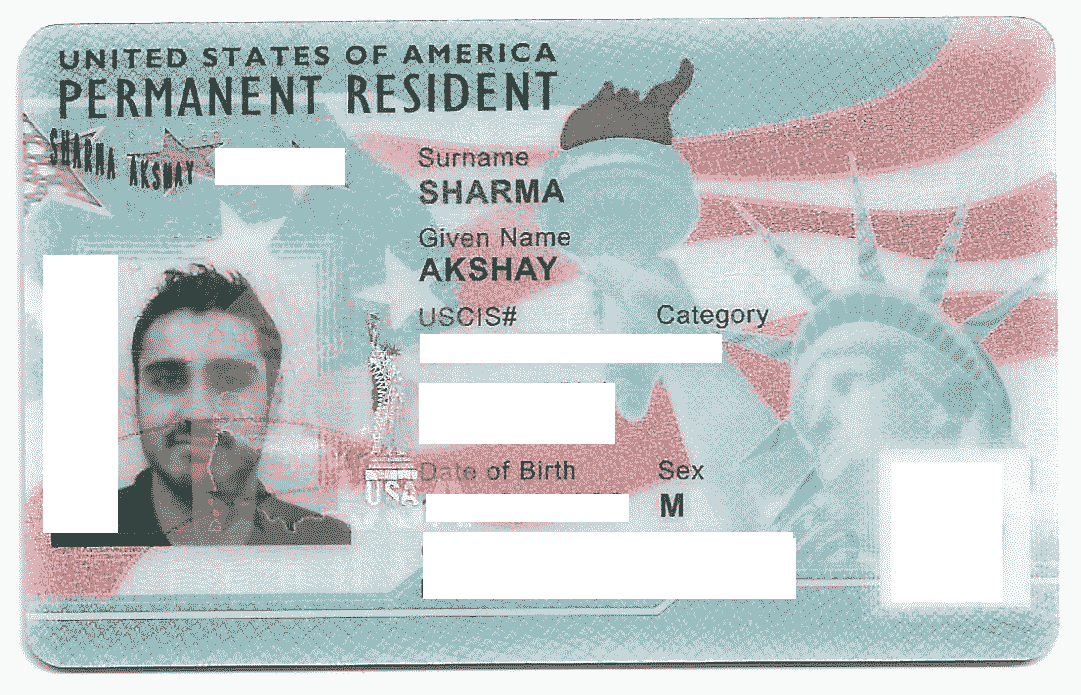 UNITED STATES OF AMERICA
PERMANENT RESIDENT
SHARMA AKSHAY
Surname
SHARMA
Given Name
AKSHAY
USCIS# Category
Date of Birth Sex
M
USA